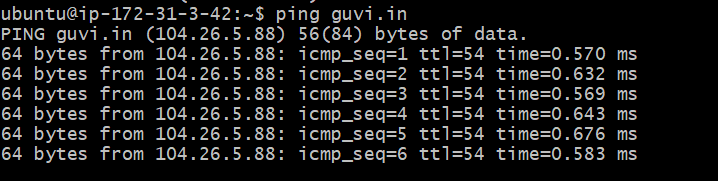 ubuntu@ip-172-31-3-42:~$ ping guvi.in
PING guvi.in (104.26.5.88) 56(84) bytes of data.
64 bytes from 104.26.5.88: icmp_seq=1 ttl=54 time=0.570 ms
64 bytes from 104.26.5.88: icmp_seq=2 ttl=54 time=0.632 ms
64 bytes from 104.26.5.88: icmp_seq=3 ttl=54 time=0.569 ms
64 bytes from 104.26.5.88: icmp_seq=4 ttl=54 time=0.643 ms
64 bytes from 104.26.5.88: icmp_seq=5 ttl=54 time=0.676 ms
64 bytes from 104.26.5.88: icmp_seq=6 ttl=54 time=0.583 ms